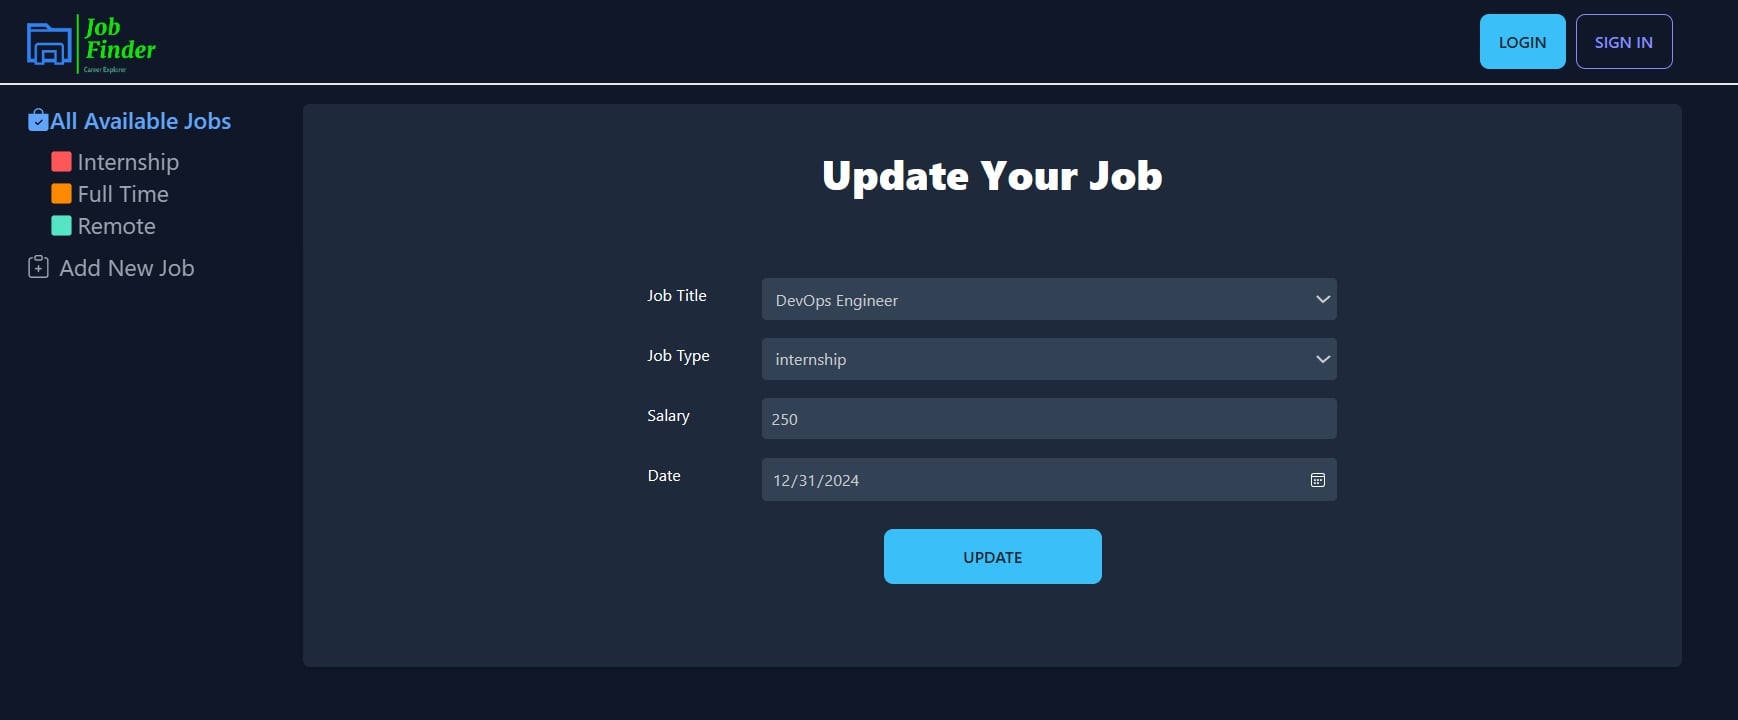 Job
Finder
Career Explorer
LOGIN
SIGN IN
All Available Jobs
Internship
Full Time
Remote
Add New Job
Update Your Job
Job Title
DevOps Engineer
Job Type
internship
Salary
250
Date
12/31/2024
UPDATE